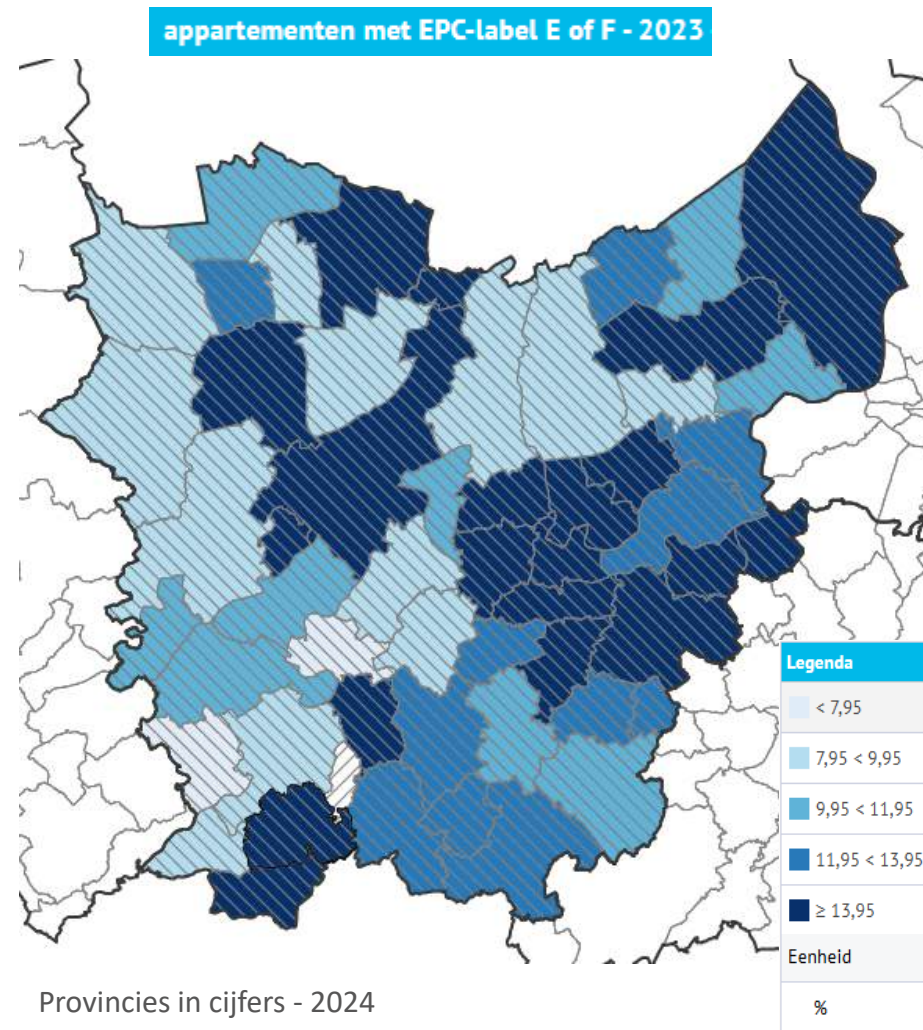 appartementen met EPC-label E of F - 2023
Legenda
< 7,95
7,95 < 9,95
9,95 < 11,95
11,95 < 13,95
≥ 13,95
Eenheid
%
Provincies in cijfers - 2024